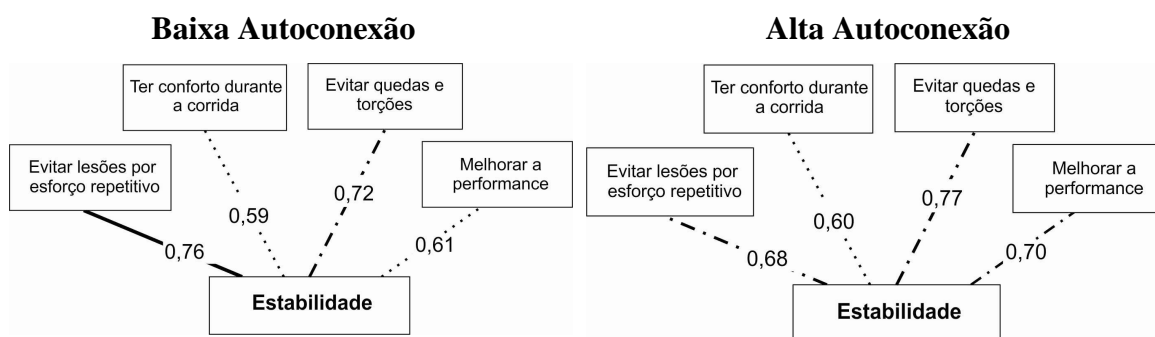 Baixa Autoconexão
Ter conforto durante
a corrida
Evitar quedas e
torções
Evitar lesões por
esforço repetitivo
Melhorar a
performance
0,76
0,59
0,72
0,61
Estabilidade
Alta Autoconexão
Ter conforto durante
a corrida
Evitar quedas e
torções
Evitar lesões por
esforço repetitivo
Melhorar a
performance
0,68
0,60
0,77
0,70
Estabilidade